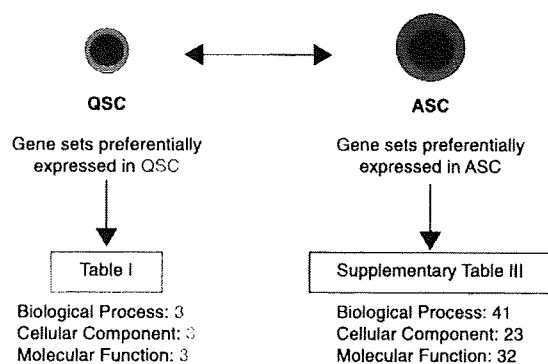 QSC
ASC
Gene sets preferentially
expressed in QSC
Gene sets preferentially
expressed in ASC
Table I
Supplementary Table III
Biological Process: 3
Cellular Component: 3
Molecular Function: 3
Biological Process: 41
Cellular Component: 23
Molecular Function: 32